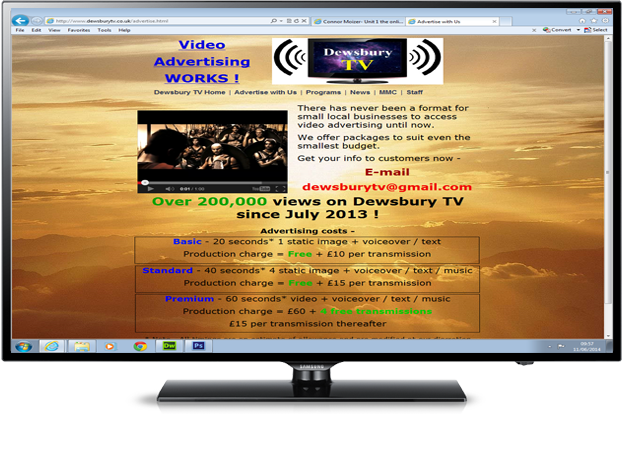 http://www.dewsburytv.co.uk/advertise.html
Connor Moizer- Unit 1 the onli...
Advertise with Us
File Edit View Favorites Tools Help
Convert Select
Video
Advertising
WORKS !
Dewsbury
TV
Dewsbury TV Home | Advertise with Us | Programs | News | MMC | Staff
There has never been a format for
small local businesses to access
video advertising until now.
We offer packages to suit even the
smallest budget.
Get your info to customers now -
E-mail
dewsburytv@gmail.com
0:01 / 1:00
Over 200,000 views on Dewsbury TV
since July 2013 !
Advertising costs -
Basic - 20 seconds* 1 static image + voiceover / text
Production charge = Free + £10 per transmission
Standard - 40 seconds* 4 static image + voiceover / text / music
Production charge = Free + £15 per transmission
Premium - 60 seconds* video + voiceover / text / music
Production charge = £60 + 4 free transmissions
£15 per transmission thereafter
Dw
Ps
09:57
SAMSUNG